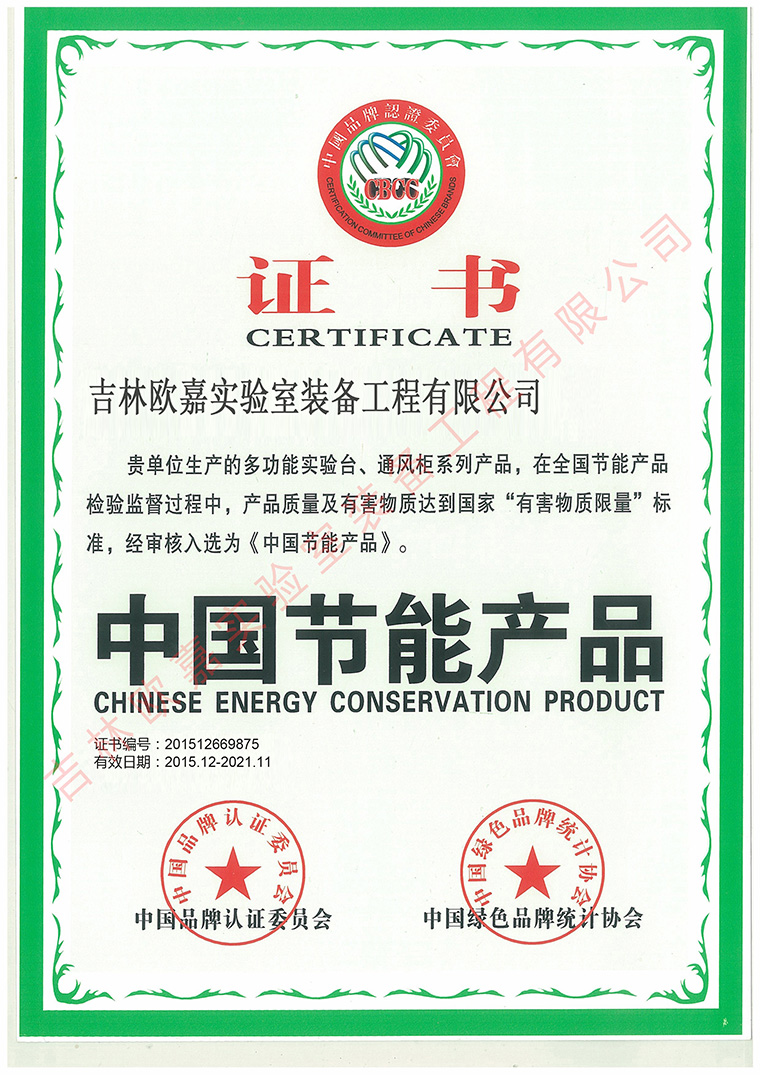 中國品牌認證委員會
CBCC
CERTIFICATION COMMITTEE OF CHINESE BRANDS
证 书
CERTIFICATE
吉林欧嘉实验室装备工程有限公司
贵单位生产的多功能实验台、通风柜系列产品，在全国节能产品
检验监督过程中，产品质量及有害物质达到国家“有害物质限量”标
准，经审核入选为《中国节能产品》。
中国节能产品
CHINESE ENERGY CONSERVATION PRODUCT
证书编号：201512669875
有效日期：2015.12-2021.11
中国品牌认证委员会
中国品牌认证委员会
中国绿色品牌统计协会
中国绿色品牌统计协会
吉林欧嘉实验室装备工程有限公司